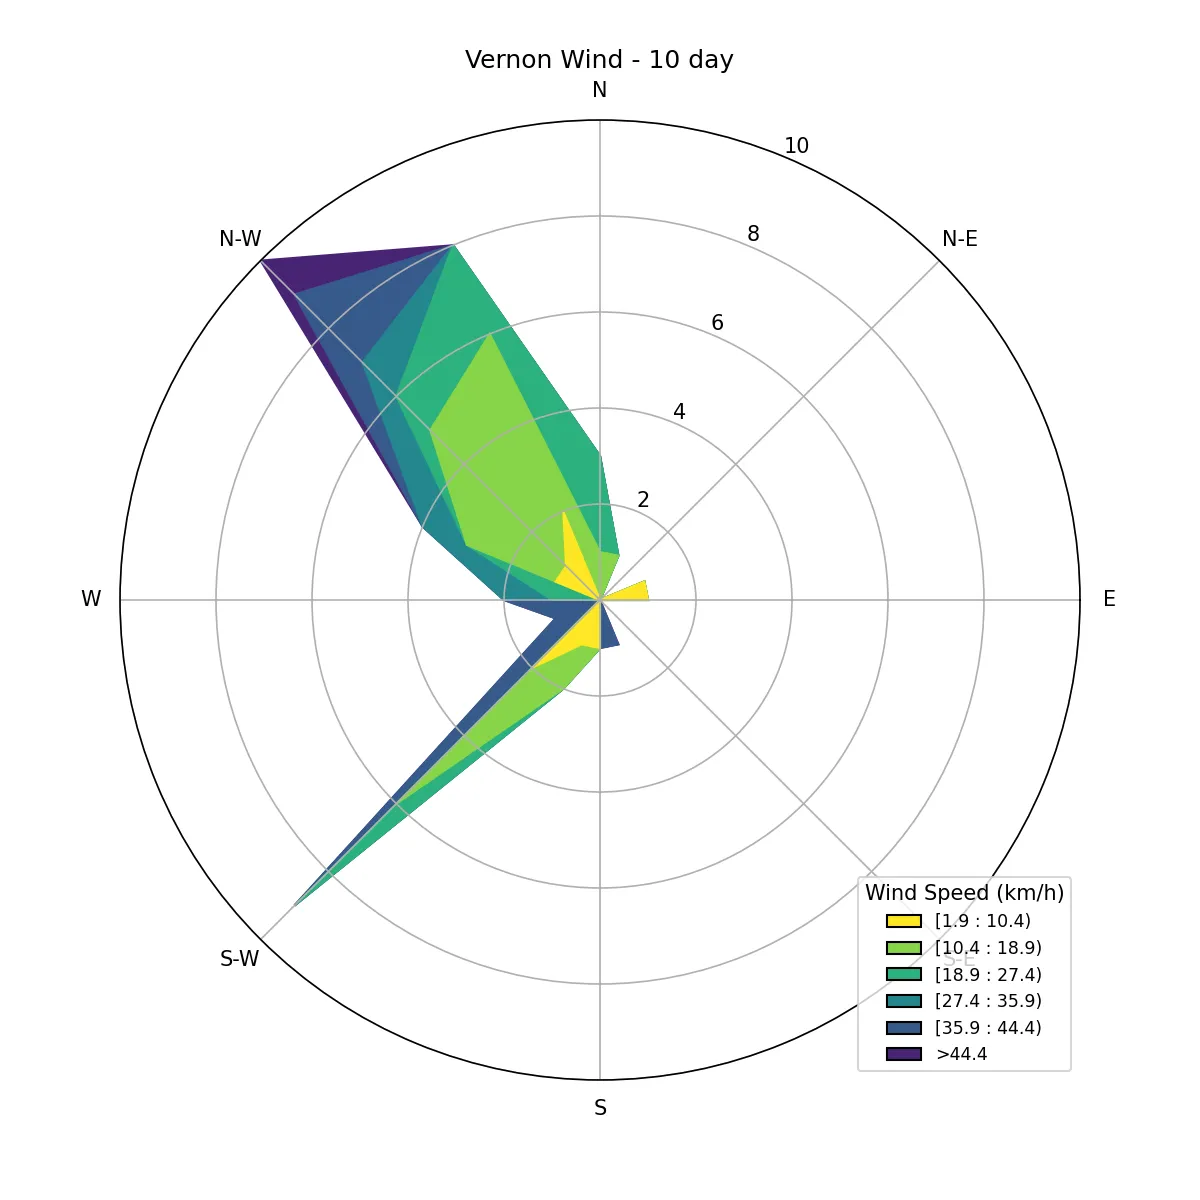 Vernon Wind - 10 day
N
10
N-W
8
N-E
6
4
2
W
E
S-W
S-E
S
Wind Speed (km/h)
[1.9 : 10.4)
[10.4 : 18.9)
[18.9 : 27.4)
[27.4 : 35.9)
[35.9 : 44.4)
>44.4